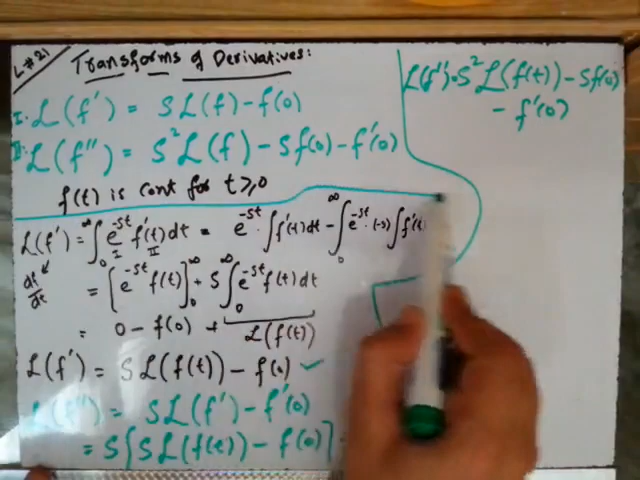 L#21
Transforms of Derivatives:
I. ℒ(f') = Sℒ(f) - f(0)
II. ℒ(f'') = S²ℒ(f) - Sf(0) - f'(0)
f(t) is cont for t ≥ 0
ℒ(f') = ∫₀^∞ e^{-st} f'(t) dt = e^{-st} · ∫f'(t) dt - ∫₀^∞ e^{-st} · (-s) ∫f'(t
I II
dt/dt = [e^{-st} f(t)]₀^∞ + S ∫₀^∞ e^{-st} f(t) dt
= 0 - f(0) + ℒ(f(t))
ℒ(f') = Sℒ(f(t)) - f(0) ✓
ℒ(f'') = Sℒ(f') - f'(0)
= S[Sℒ(f(t)) - f(0)]
ℒ(f'') = S²ℒ(f(t)) - Sf(0)
- f'(0)